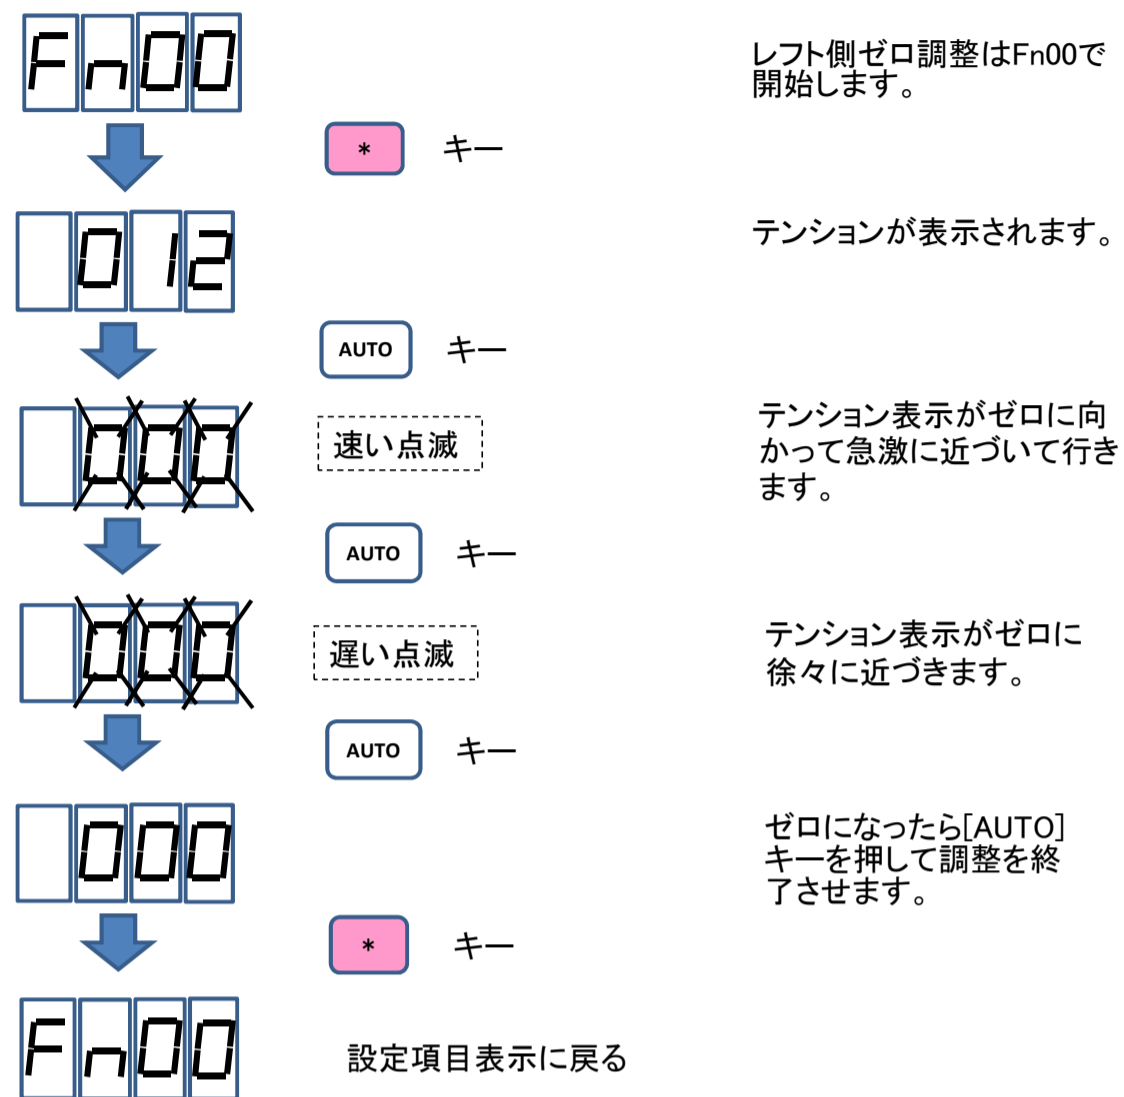 Fn00
レフト側ゼロ調整はFn00で
開始します。
* キー
012
テンションが表示されます。
AUTO キー
000
速い点滅
テンション表示がゼロに向
かって急激に近づいて行き
ます。
AUTO キー
000
遅い点滅
テンション表示がゼロに
徐々に近づきます。
AUTO キー
000
ゼロになったら[AUTO]
キーを押して調整を終
了させます。
* キー
Fn00
設定項目表示に戻る